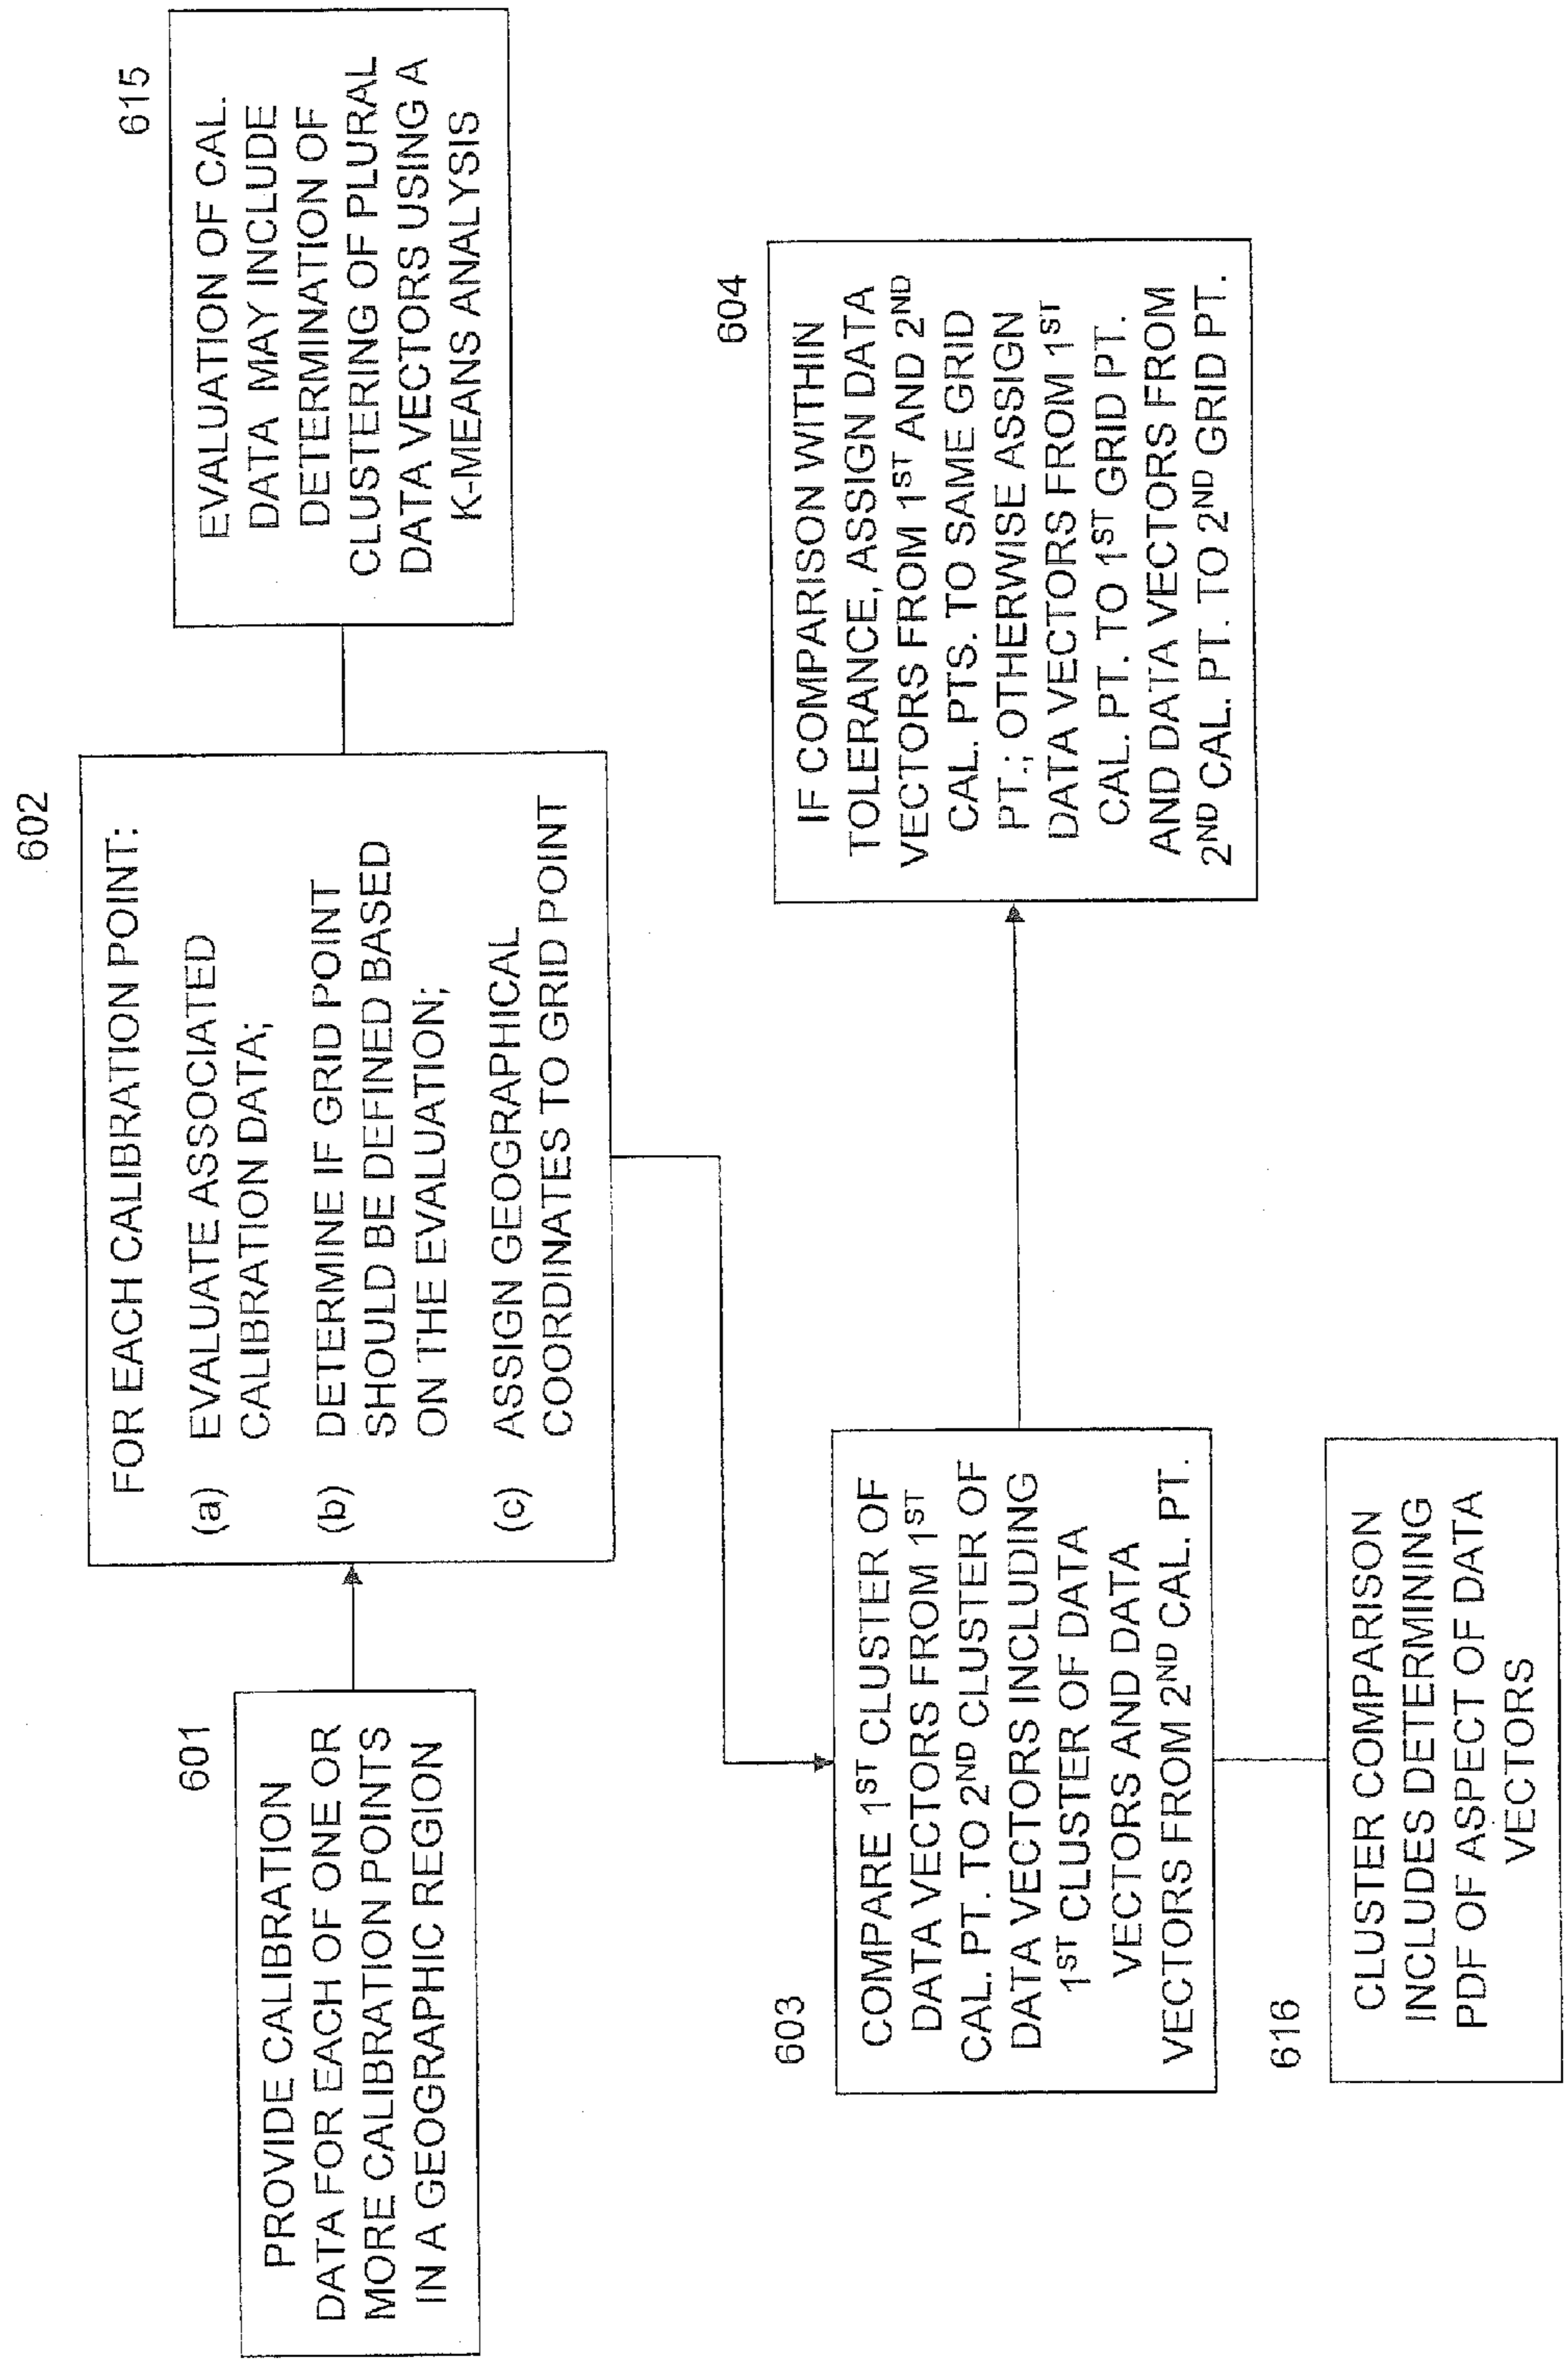 601
PROVIDE CALIBRATION
DATA FOR EACH OF ONE OR
MORE CALIBRATION POINTS
IN A GEOGRAPHIC REGION
602
FOR EACH CALIBRATION POINT:
(a) EVALUATE ASSOCIATED
CALIBRATION DATA;
(b) DETERMINE IF GRID POINT
SHOULD BE DEFINED BASED
ON THE EVALUATION;
(c) ASSIGN GEOGRAPHICAL
COORDINATES TO GRID POINT
615
EVALUATION OF CAL.
DATA MAY INCLUDE
DETERMINATION OF
CLUSTERING OF PLURAL
DATA VECTORS USING A
K-MEANS ANALYSIS
603
COMPARE 1ST CLUSTER OF
DATA VECTORS FROM 1ST
CAL. PT. TO 2ND CLUSTER OF
DATA VECTORS INCLUDING
1ST CLUSTER OF DATA
VECTORS AND DATA
VECTORS FROM 2ND CAL. PT.
604
IF COMPARISON WITHIN
TOLERANCE, ASSIGN DATA
VECTORS FROM 1ST AND 2ND
CAL. PTS. TO SAME GRID
PT.; OTHERWISE ASSIGN
DATA VECTORS FROM 1ST
CAL. PT. TO 1ST GRID PT.
AND DATA VECTORS FROM
2ND CAL. PT. TO 2ND GRID PT.
616
CLUSTER COMPARISON
INCLUDES DETERMINING
PDF OF ASPECT OF DATA
VECTORS